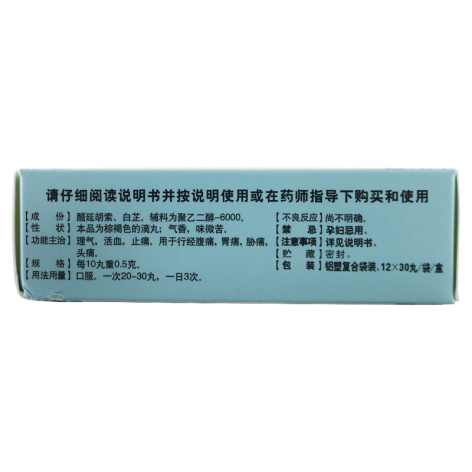 请仔细阅读说明书并按说明使用或在药师指导下购买和使用
【成 份】醋延胡索、白芷。辅料为聚乙二醇-6000。
【性 状】本品为棕褐色的滴丸；气香，味微苦。
【功能主治】理气，活血，止痛。用于行经腹痛，胃痛，胁痛，
头痛。
【规 格】每10丸重0.5克。
【用法用量】口服。一次20-30丸，一日3次。
【不良反应】尚不明确。
【禁 忌】孕妇忌用。
【注意事项】详见说明书。
【贮 藏】密封。
【包 装】铝塑复合袋装，12×30丸/袋/盒